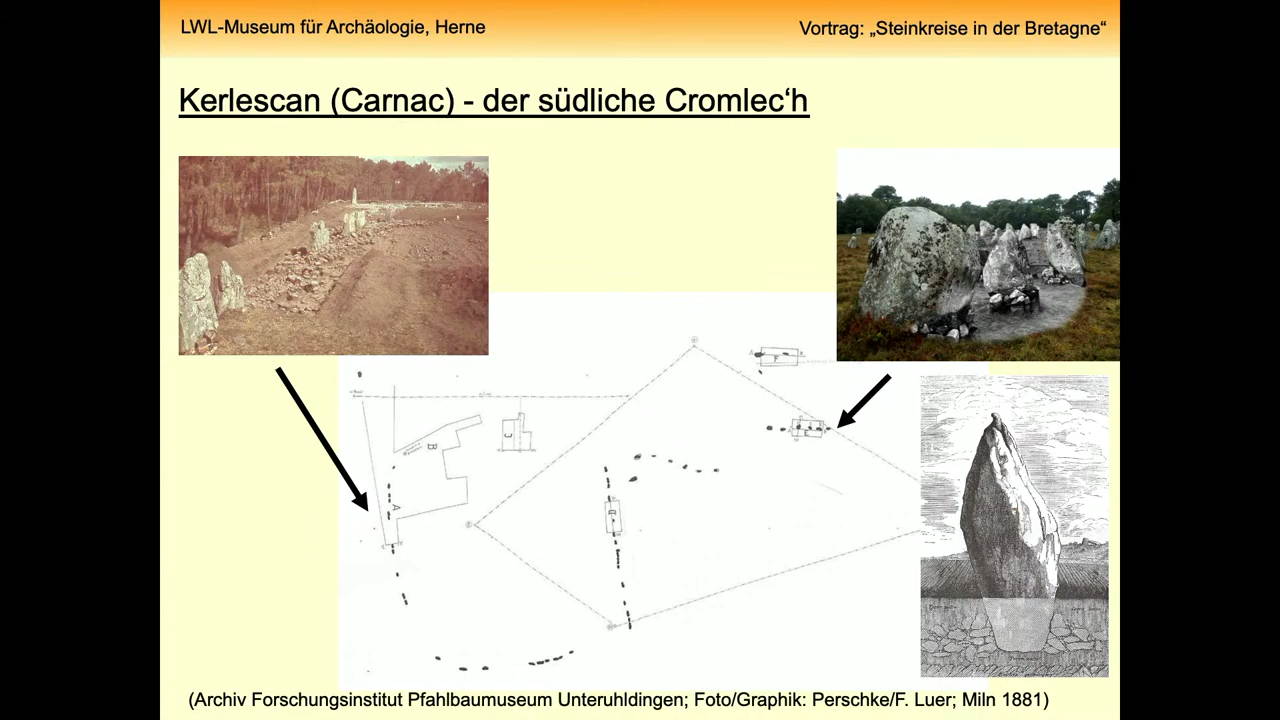 LWL-Museum für Archäologie, Herne
Vortrag: „Steinkreise in der Bretagne“
Kerlescan (Carnac) - der südliche Cromlec‘h
A
B
C
D
F
(Archiv Forschungsinstitut Pfahlbaumuseum Unteruhldingen; Foto/Graphik: Perschke/F. Luer; Miln 1881)